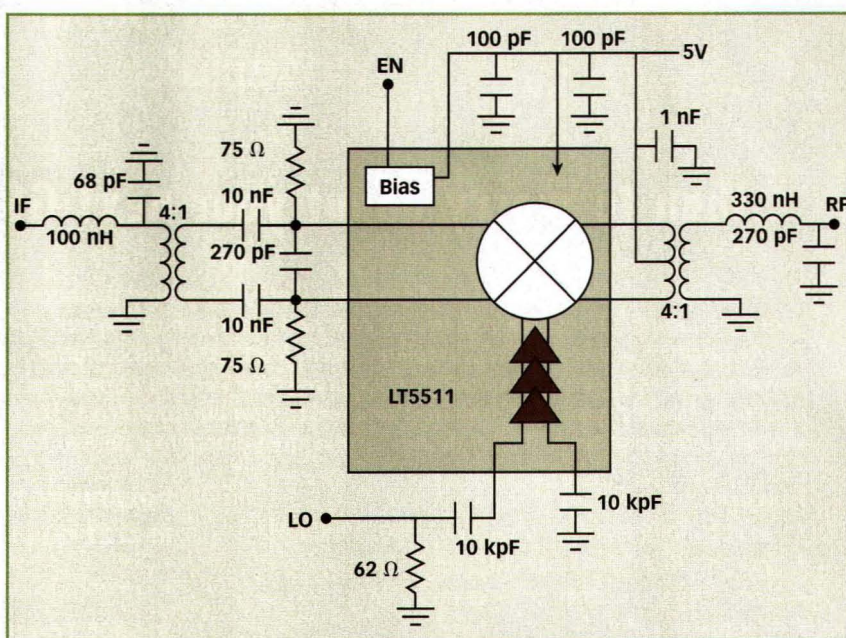 100 pF
100 pF
5V
EN
1 nF
75 Ω
68 pF
10 nF
Bias
IF
4:1
330 nH
RF
100 nH
270 pF
270 pF
10 nF
4:1
75 Ω
LT5511
LO
10 kpF
10 kpF
62 Ω